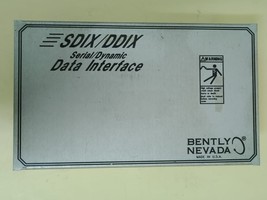 SDIX/DDIX
Serial/Dynamic
Data Interface
WARNING
BENTLY
NEVADA ®
MADE IN U.S.A.